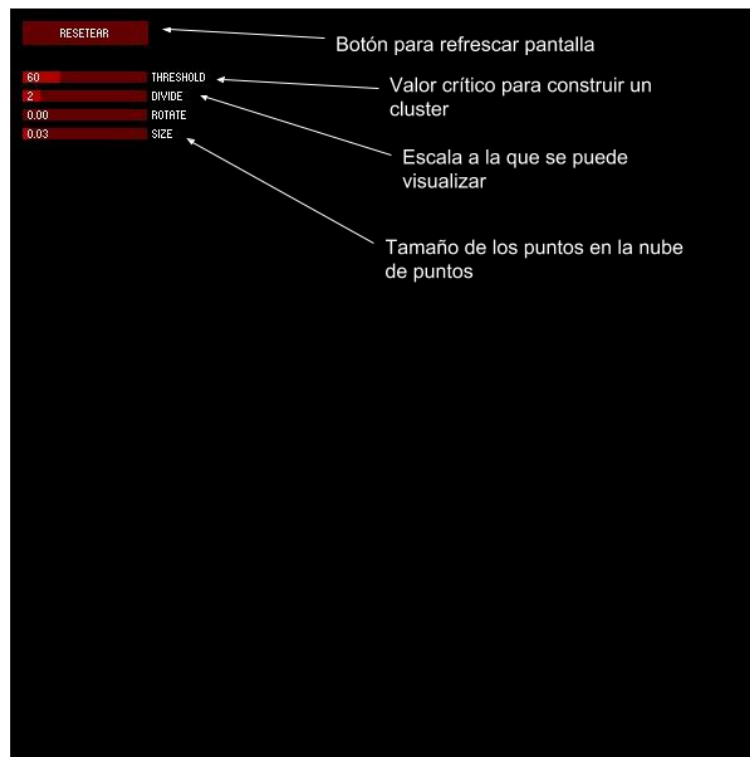 RESETEAR
Botón para refrescar pantalla
60 THRESHOLD
Valor crítico para construir un
cluster
2 DIVIDE
0.00 ROTATE
0.03 SIZE
Escala a la que se puede
visualizar
Tamaño de los puntos en la nube
de puntos